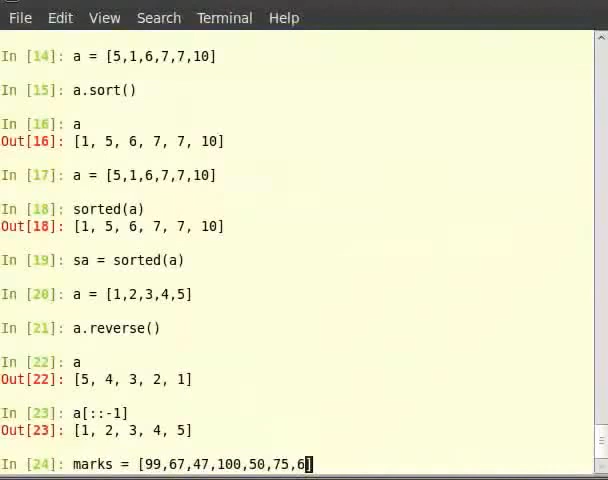 File Edit View Search Terminal Help
In [14]: a = [5,1,6,7,7,10]
In [15]: a.sort()
In [16]: a
Out[16]: [1, 5, 6, 7, 7, 10]
In [17]: a = [5,1,6,7,7,10]
In [18]: sorted(a)
Out[18]: [1, 5, 6, 7, 7, 10]
In [19]: sa = sorted(a)
In [20]: a = [1,2,3,4,5]
In [21]: a.reverse()
In [22]: a
Out[22]: [5, 4, 3, 2, 1]
In [23]: a[::-1]
Out[23]: [1, 2, 3, 4, 5]
In [24]: marks = [99,67,47,100,50,75,6]